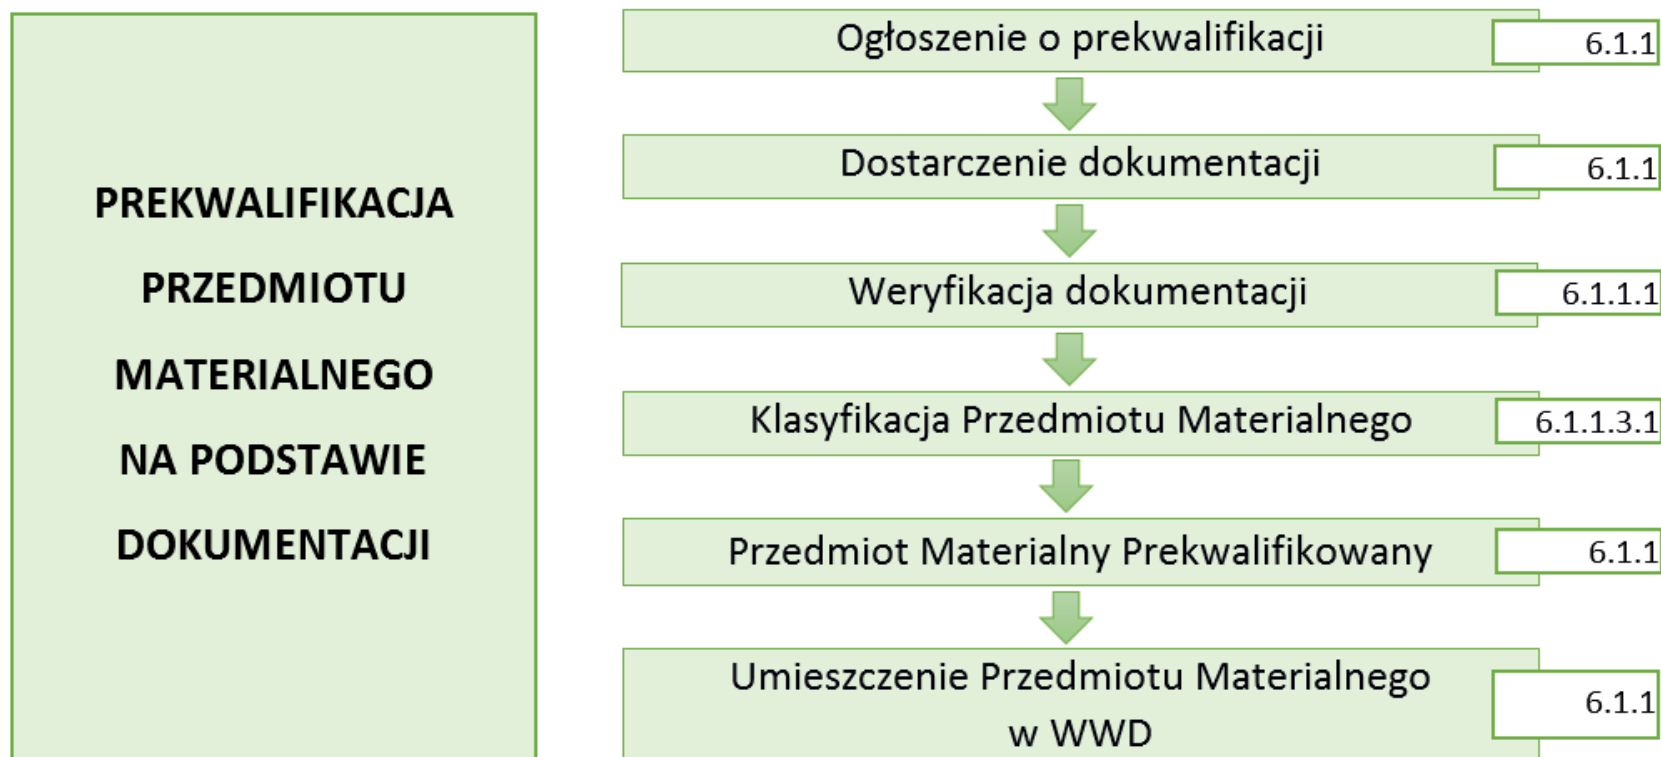 PREKWALIFIKACJA
PRZEDMIOTU
MATERIALNEGO
NA PODSTAWIE
DOKUMENTACJI
Ogłoszenie o prekwalifikacji
6.1.1
Dostarczenie dokumentacji
6.1.1
Weryfikacja dokumentacji
6.1.1.1
Klasyfikacja Przedmiotu Materialnego
6.1.1.3.1
Przedmiot Materialny Prekwalifikowany
6.1.1
Umieszczenie Przedmiotu Materialnego
w WWD
6.1.1